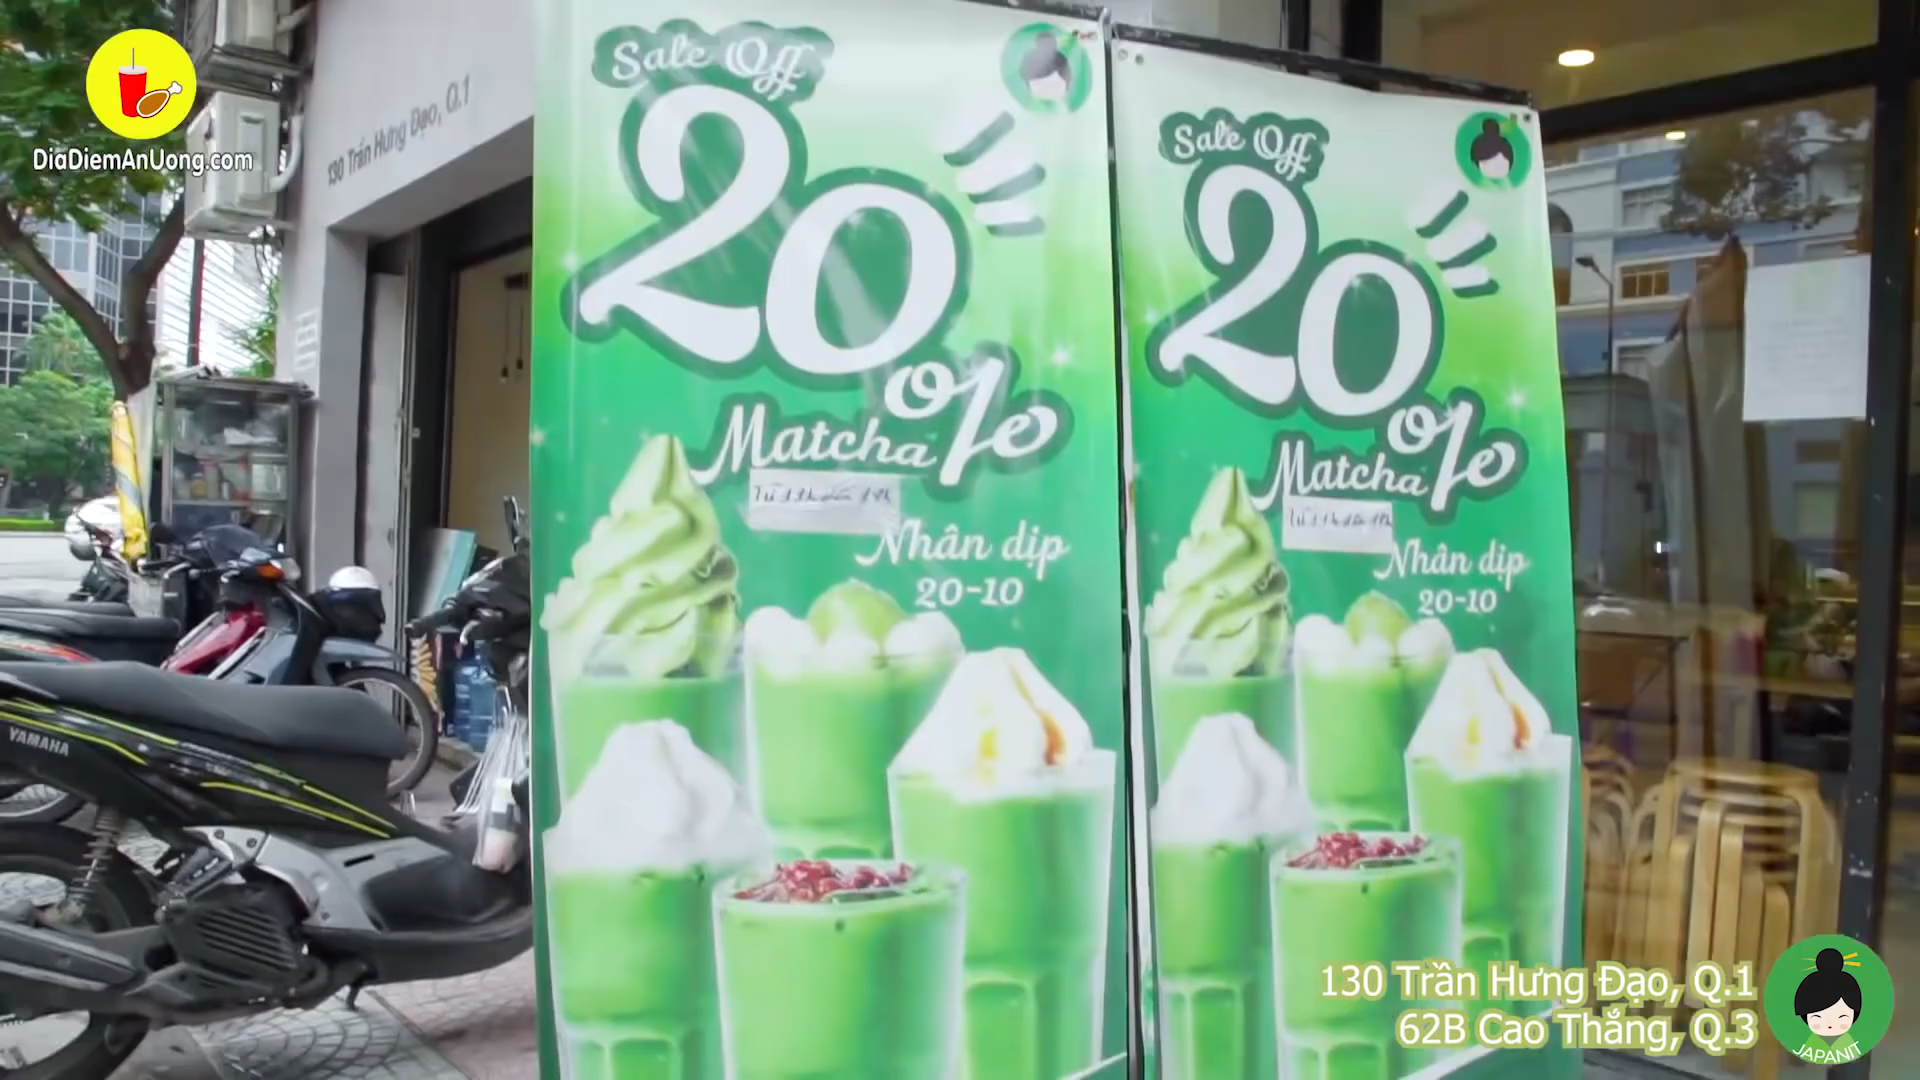 DiaDiemAnUong.com
130 Trần Hưng Đạo, Q.1
Sale Off
20%
Matcha
Nhân dịp
20-10
Sale Off
20%
Matcha
Nhân dịp
20-10
YAMAHA
130 Trần Hưng Đạo, Q.1
62B Cao Thắng, Q.3
JAPANIT